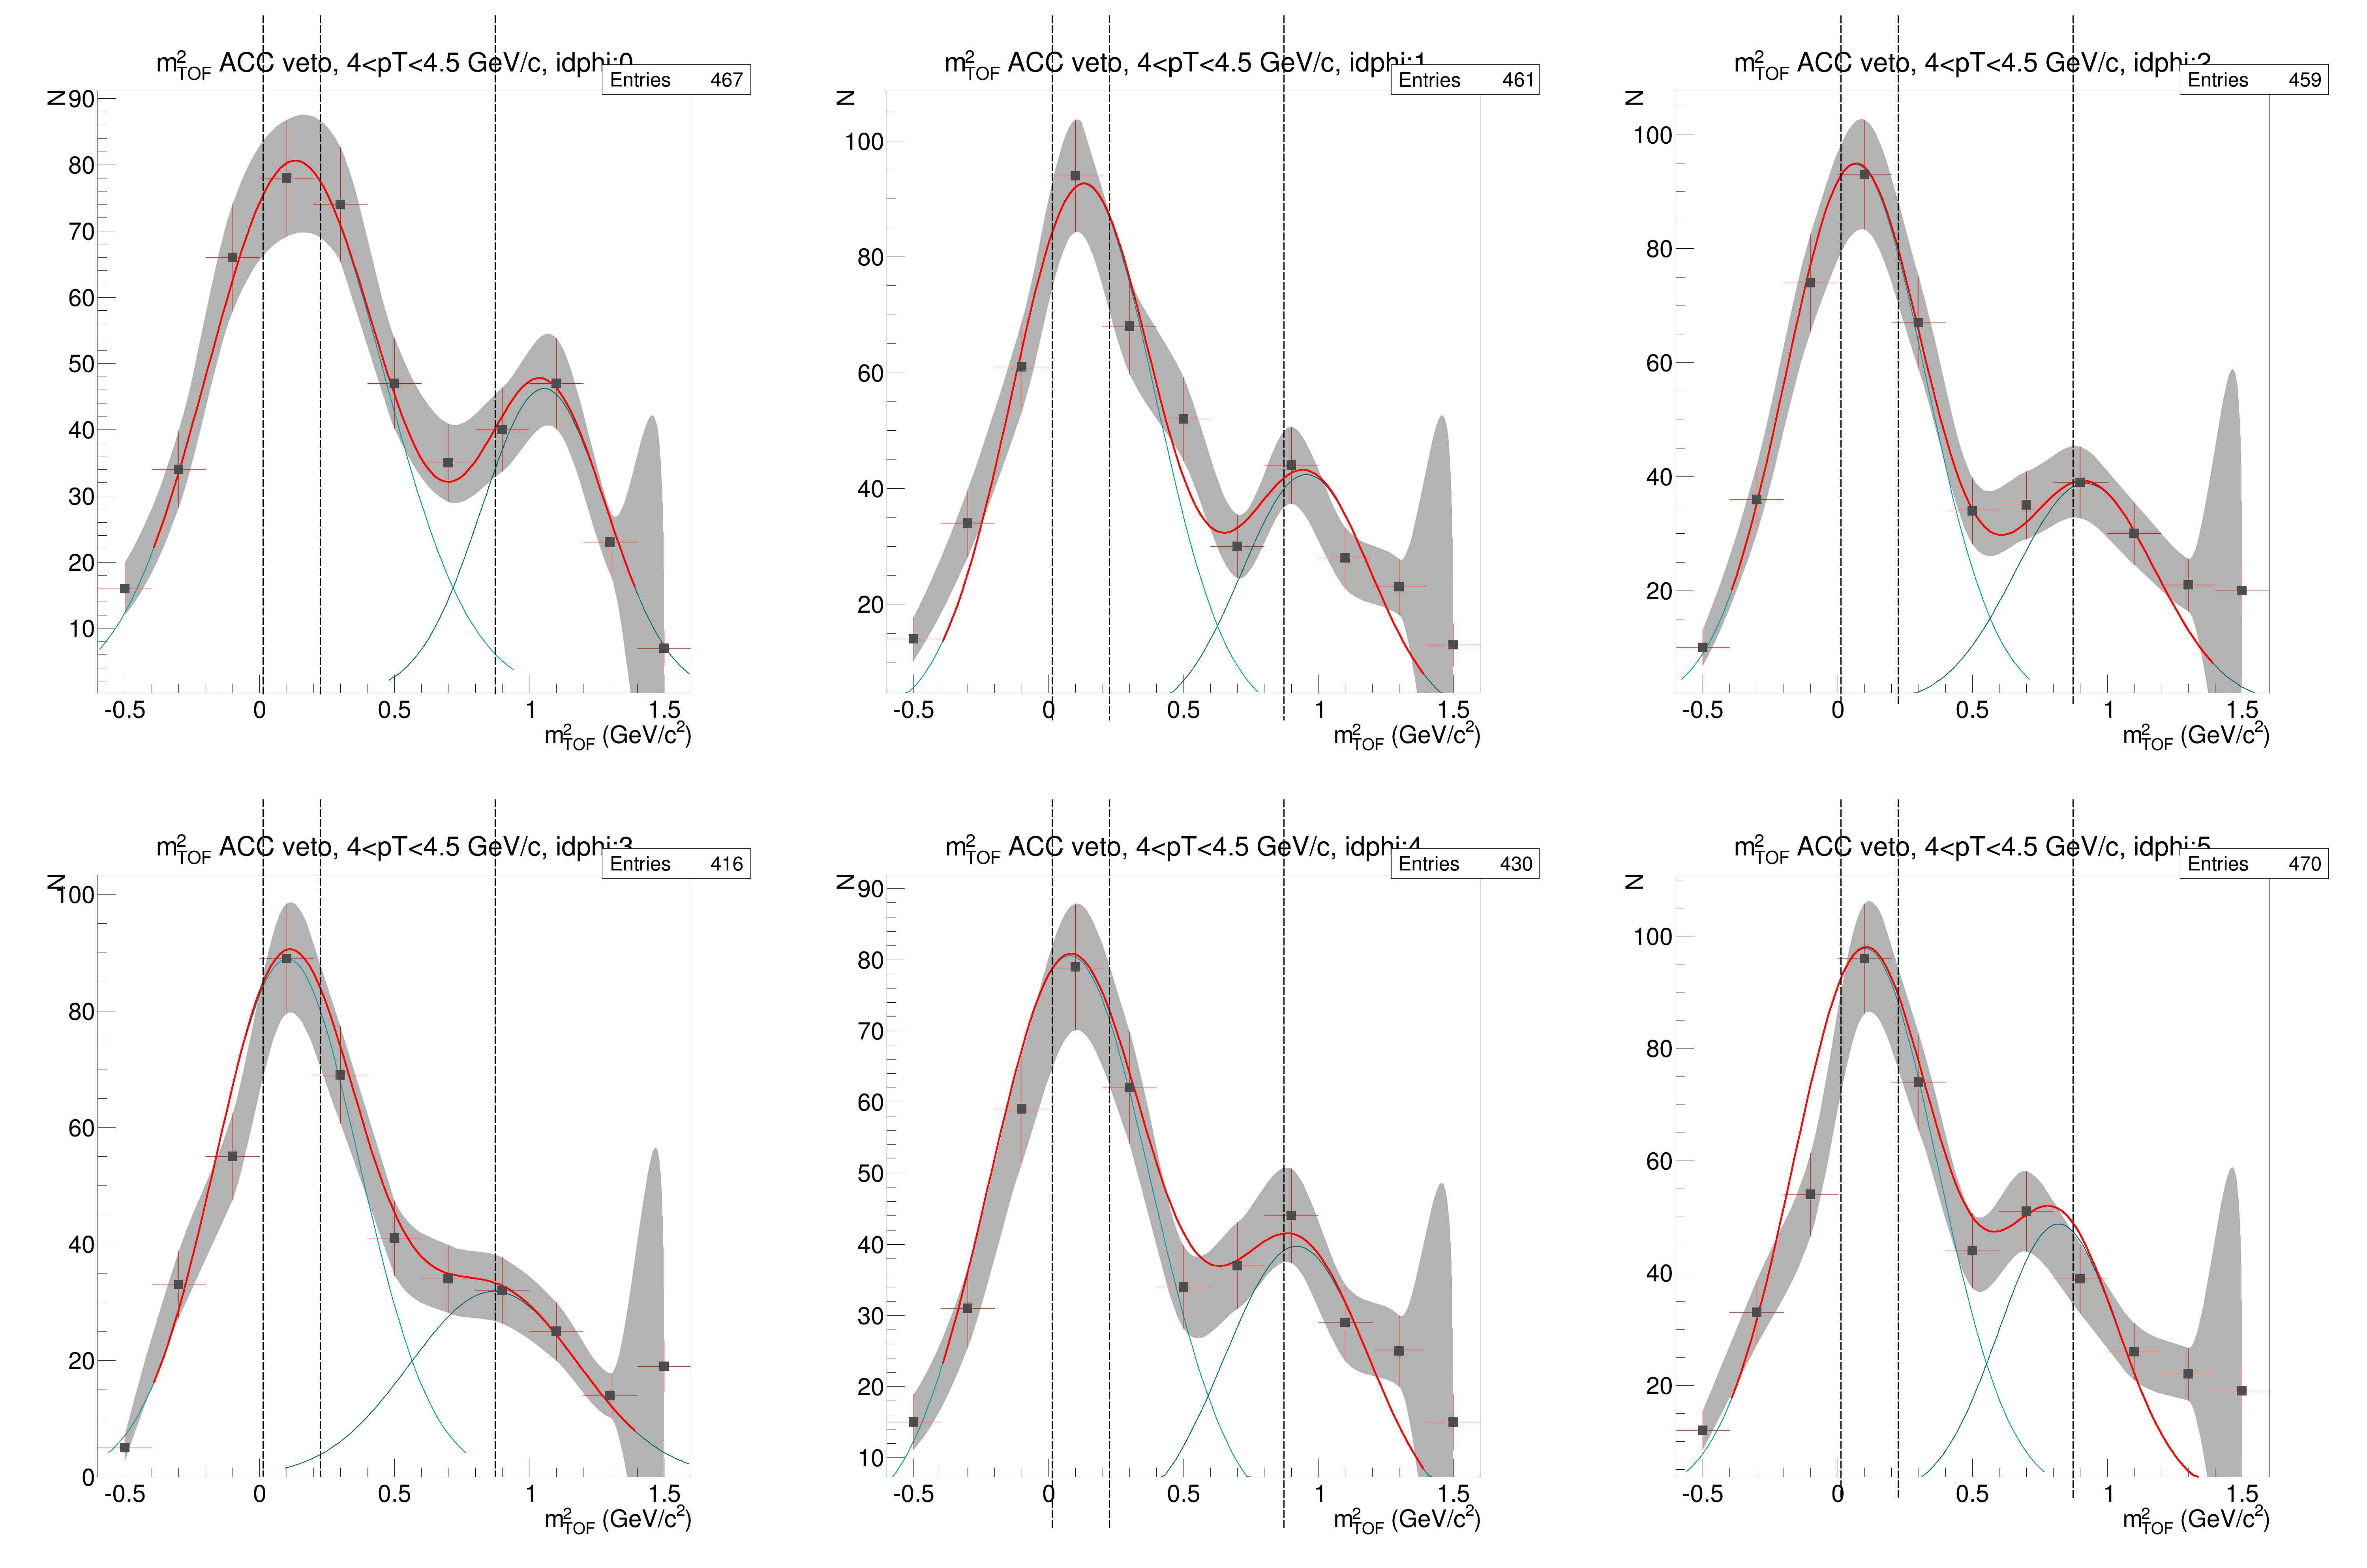 m²TOF ACC veto, 4<pT<4.5 GeV/c, idphi:0
Entries 467
N
90
80
70
60
50
40
30
20
10
-0.5 0 0.5 1 1.5
m²TOF (GeV/c²)
m²TOF ACC veto, 4<pT<4.5 GeV/c, idphi:1
Entries 461
N
100
80
60
40
20
-0.5 0 0.5 1 1.5
m²TOF (GeV/c²)
m²TOF ACC veto, 4<pT<4.5 GeV/c, idphi:2
Entries 459
N
100
80
60
40
20
-0.5 0 0.5 1 1.5
m²TOF (GeV/c²)
m²TOF ACC veto, 4<pT<4.5 GeV/c, idphi:3
Entries 416
N
100
80
60
40
20
0
-0.5 0 0.5 1 1.5
m²TOF (GeV/c²)
m²TOF ACC veto, 4<pT<4.5 GeV/c, idphi:4
Entries 430
N
90
80
70
60
50
40
30
20
10
-0.5 0 0.5 1 1.5
m²TOF (GeV/c²)
m²TOF ACC veto, 4<pT<4.5 GeV/c, idphi:5
Entries 470
N
100
80
60
40
20
-0.5 0 0.5 1 1.5
m²TOF (GeV/c²)